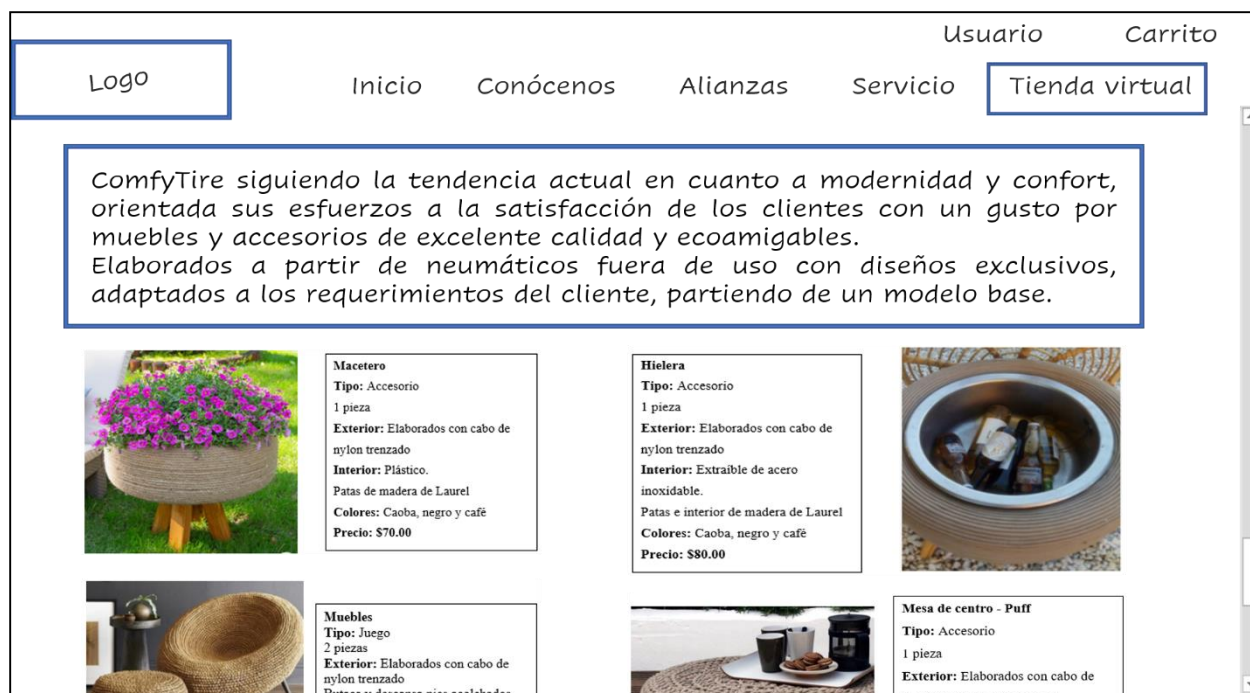 Usuario Carrito
Logo Inicio Conócenos Alianzas Servicio Tienda virtual
ComfyTire siguiendo la tendencia actual en cuanto a modernidad y confort,
orientada sus esfuerzos a la satisfacción de los clientes con un gusto por
muebles y accesorios de excelente calidad y ecoamigables.
Elaborados a partir de neumáticos fuera de uso con diseños exclusivos,
adaptados a los requerimientos del cliente, partiendo de un modelo base.
Macetero
Tipo: Accesorio
1 pieza
Exterior: Elaborados con cabo de
nylon trenzado
Interior: Plástico.
Patas de madera de Laurel
Colores: Caoba, negro y café
Precio: $70.00
Hielera
Tipo: Accesorio
1 pieza
Exterior: Elaborados con cabo de
nylon trenzado
Interior: Extraíble de acero
inoxidable.
Patas e interior de madera de Laurel
Colores: Caoba, negro y café
Precio: $80.00
Muebles
Tipo: Juego
2 piezas
Exterior: Elaborados con cabo de
nylon trenzado
Mesa de centro - Puff
Tipo: Accesorio
1 pieza
Exterior: Elaborados con cabo de